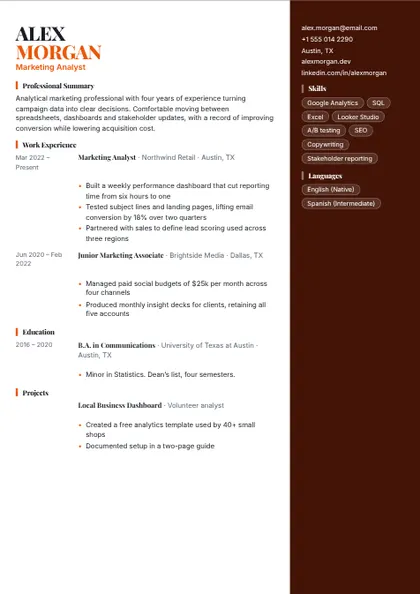 ALEX
MORGAN
Marketing Analyst
Professional Summary
Analytical marketing professional with four years of experience turning
campaign data into clear decisions. Comfortable moving between
spreadsheets, dashboards and stakeholder updates, with a record of improving
conversion while lowering acquisition cost.
Work Experience
Mar 2022 –
Present
Marketing Analyst · Northwind Retail · Austin, TX
• Built a weekly performance dashboard that cut reporting
time from six hours to one
• Tested subject lines and landing pages, lifting email
conversion by 18% over two quarters
• Partnered with sales to define lead scoring used across
three regions
Jun 2020 – Feb
2022
Junior Marketing Associate · Brightside Media · Dallas, TX
• Managed paid social budgets of $25k per month across
four channels
• Produced monthly insight decks for clients, retaining all
five accounts
Education
2016 – 2020
B.A. in Communications · University of Texas at Austin ·
Austin, TX
• Minor in Statistics. Dean's list, four semesters.
Projects
Local Business Dashboard · Volunteer analyst
• Created a free analytics template used by 40+ small
shops
• Documented setup in a two-page guide
alex.morgan@email.com
+1 555 014 2290
Austin, TX
alexmorgan.dev
linkedin.com/in/alexmorgan
Skills
Google Analytics SQL
Excel Looker Studio
A/B testing SEO
Copywriting
Stakeholder reporting
Languages
English (Native)
Spanish (Intermediate)